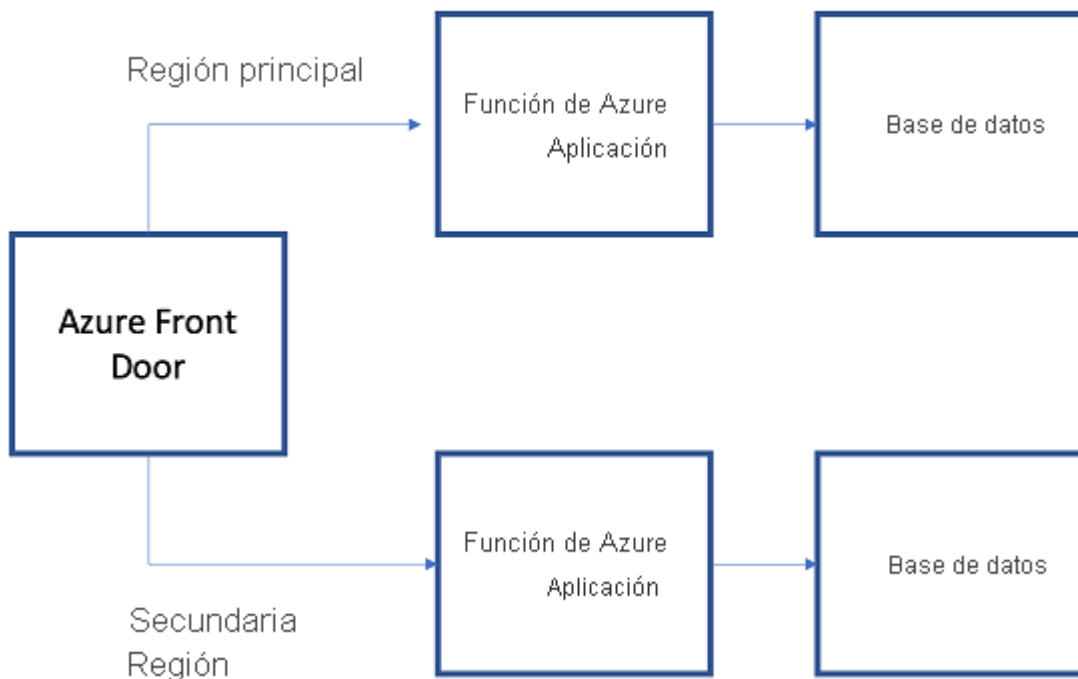 Región principal
Función de Azure
Aplicación
Base de datos
Azure Front
Door
Función de Azure
Aplicación
Base de datos
Secundaria
Región